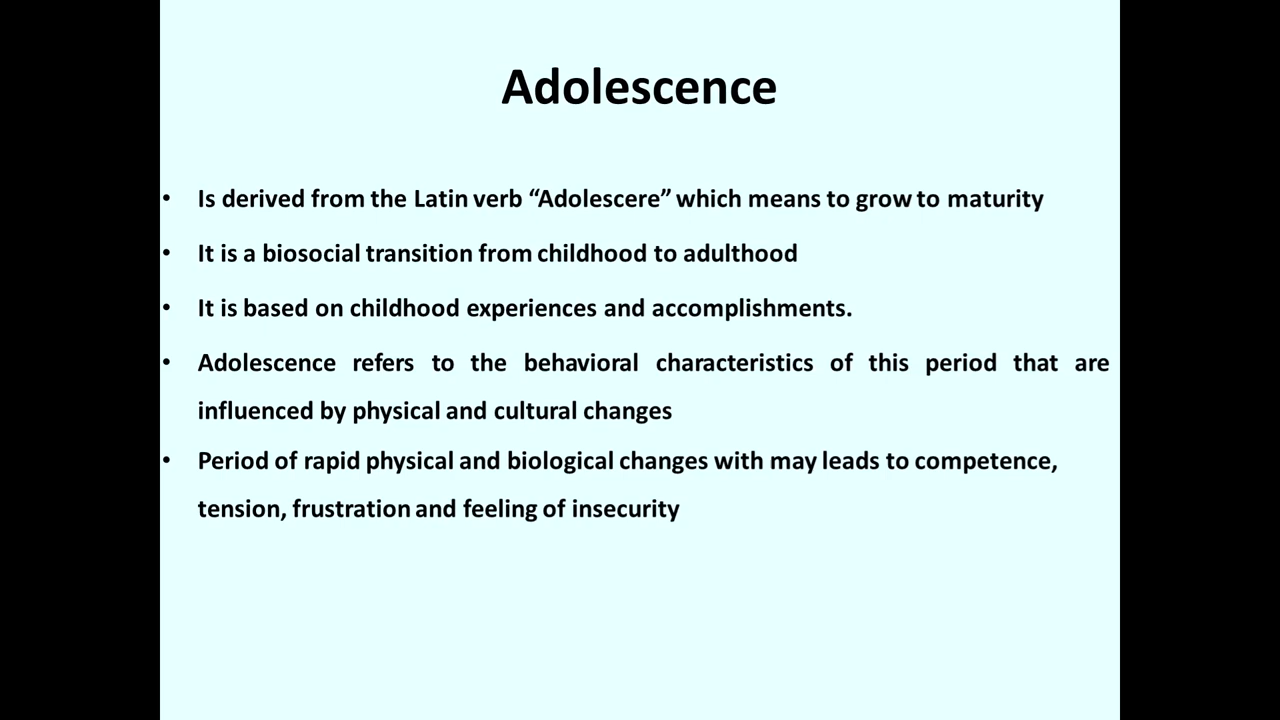 Adolescence
• Is derived from the Latin verb “Adolescere” which means to grow to maturity
• It is a biosocial transition from childhood to adulthood
• It is based on childhood experiences and accomplishments.
• Adolescence refers to the behavioral characteristics of this period that are
influenced by physical and cultural changes
• Period of rapid physical and biological changes with may leads to competence,
tension, frustration and feeling of insecurity